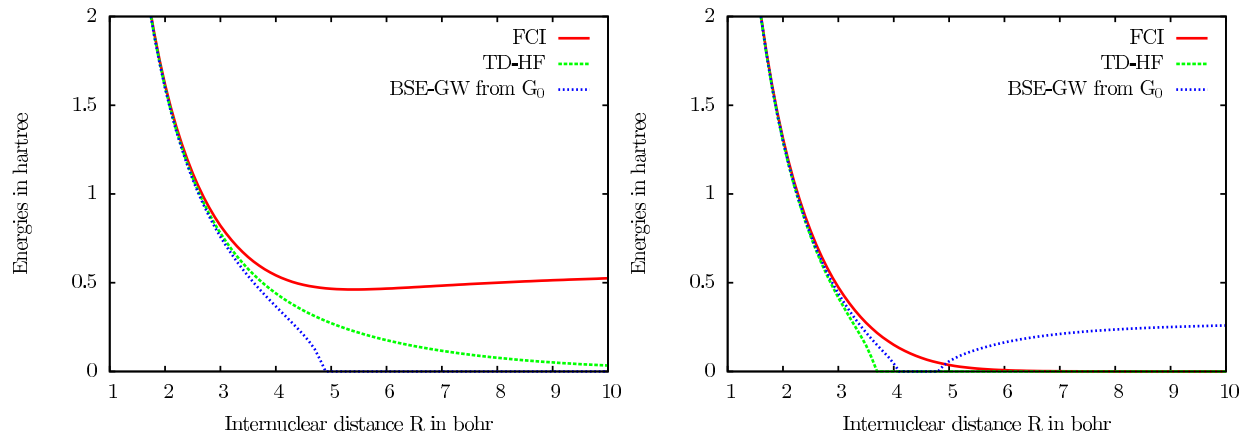 2
1.5
1
0.5
0
Energies in hartree
FCI
TD-HF
BSE-GW from G₀
1 2 3 4 5 6 7 8 9 10
Internuclear distance R in bohr
2
1.5
1
0.5
0
Energies in hartree
FCI
TD-HF
BSE-GW from G₀
1 2 3 4 5 6 7 8 9 10
Internuclear distance R in bohr